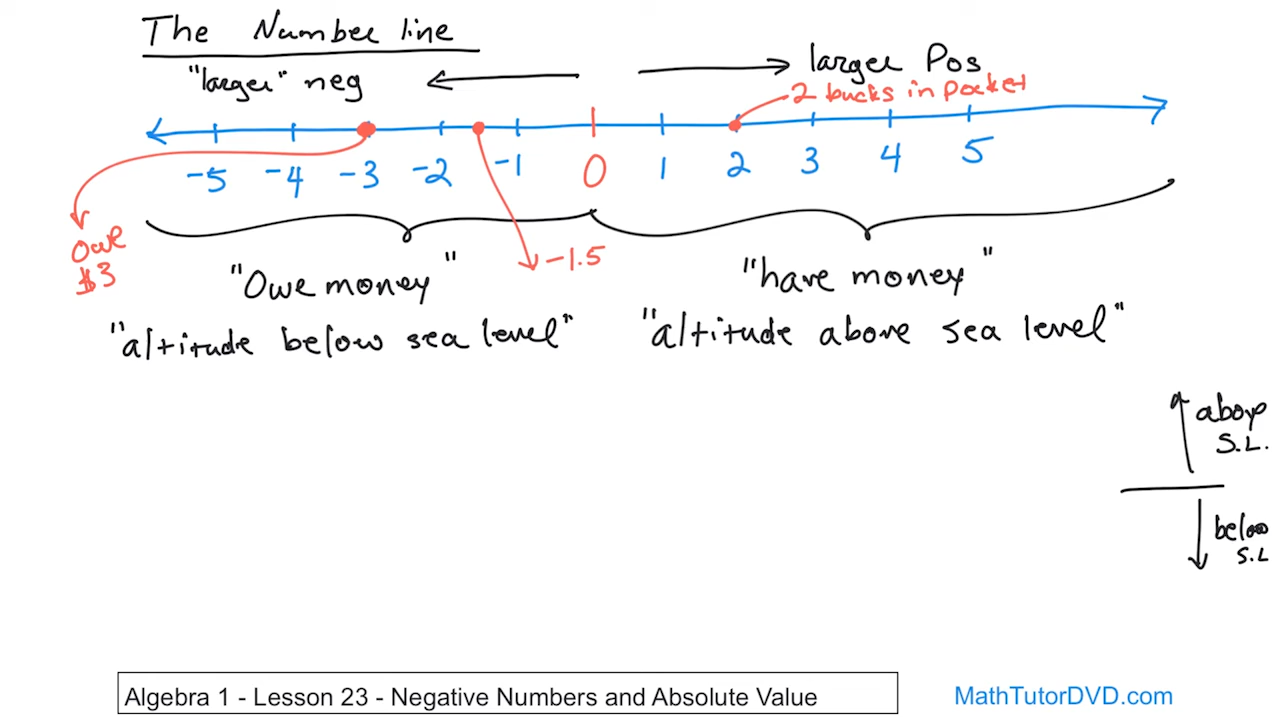 The Number line
"larger" neg
larger Pos
2 bucks in pocket
-5 -4 -3 -2 -1 0 1 2 3 4 5
Owe
$3
-1.5
"Owe money"
"have money"
"altitude below sea level"
"altitude above sea level"
above
S.L.
below
S.L
Algebra 1 - Lesson 23 - Negative Numbers and Absolute Value
MathTutorDVD.com